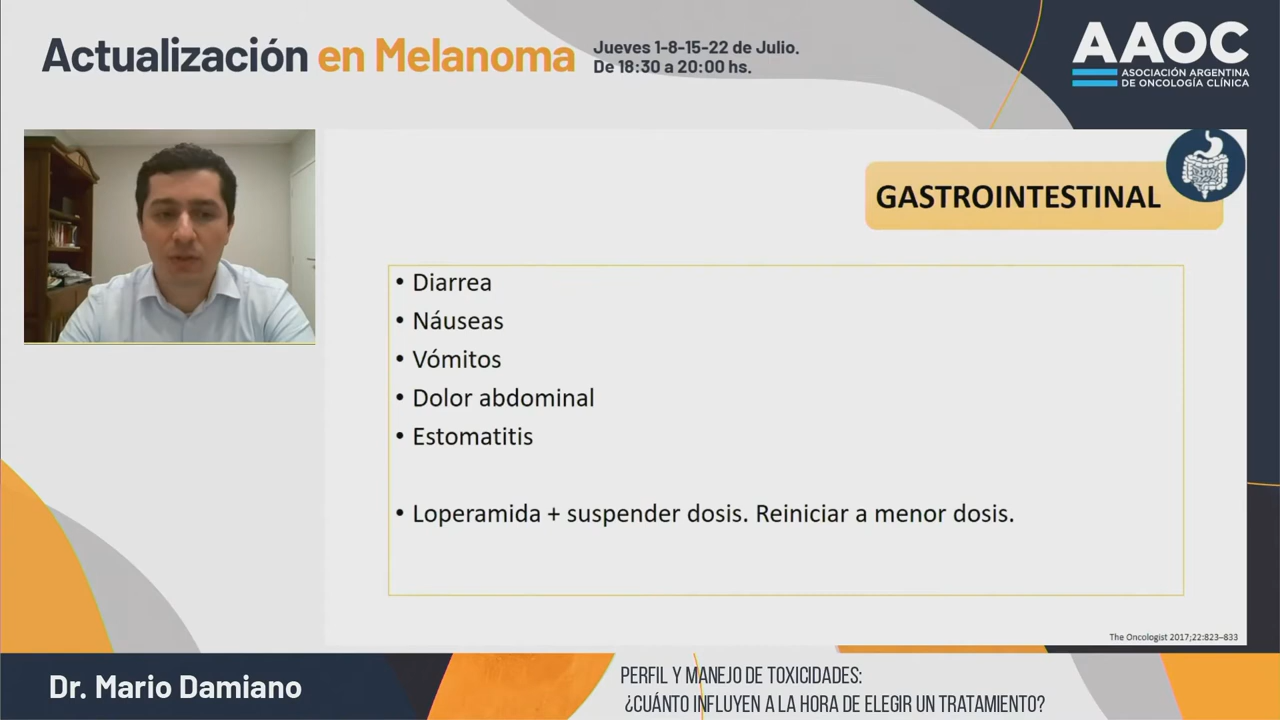 Actualización en Melanoma
Jueves 1-8-15-22 de Julio.
De 18:30 a 20:00 hs.
AAOC
ASOCIACIÓN ARGENTINA
DE ONCOLOGÍA CLÍNICA
GASTROINTESTINAL
• Diarrea
• Náuseas
• Vómitos
• Dolor abdominal
• Estomatitis
• Loperamida + suspender dosis. Reiniciar a menor dosis.
The Oncologist 2017;22:823–833
Dr. Mario Damiano
PERFIL Y MANEJO DE TOXICIDADES:
¿CUÁNTO INFLUYEN A LA HORA DE ELEGIR UN TRATAMIENTO?